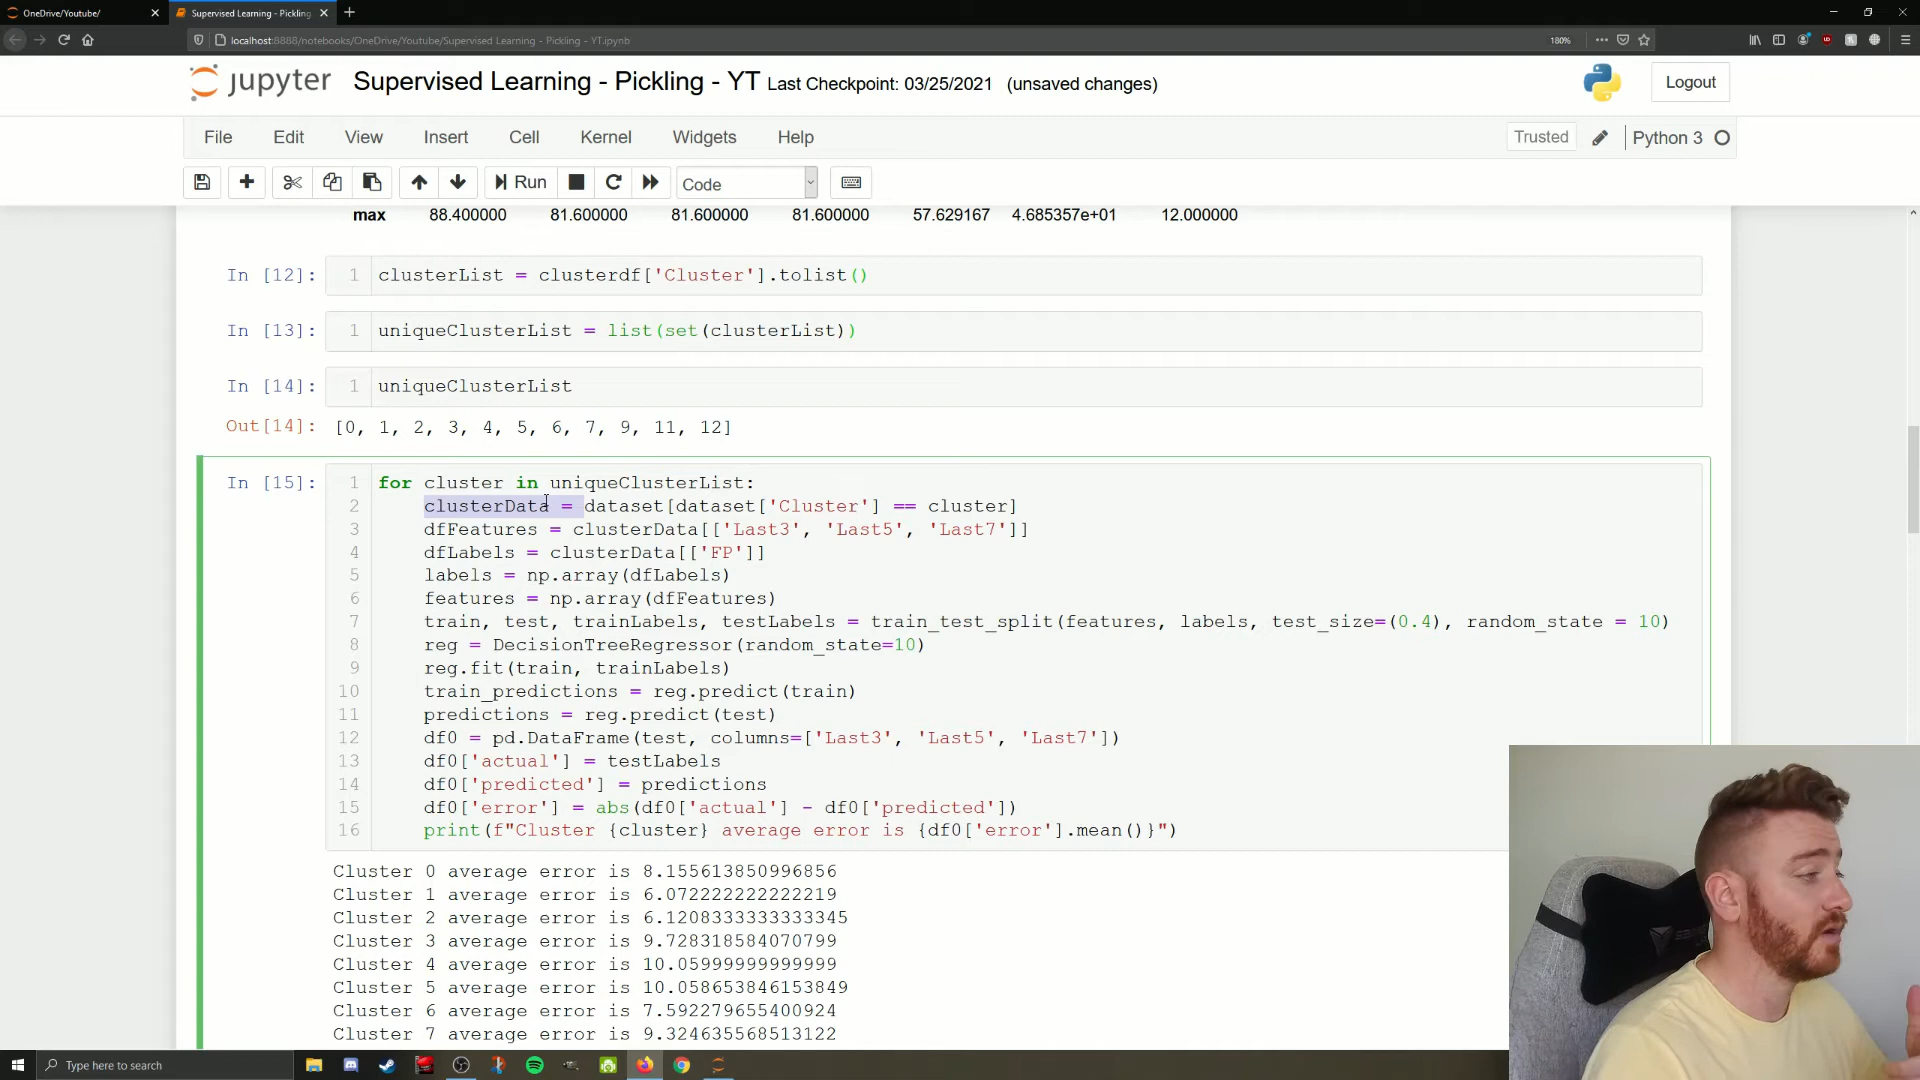 OneDrive/Youtube/
Supervised Learning - Pickling
localhost:8888/notebooks/OneDrive/Youtube/Supervised Learning - Pickling - YT.ipynb
180%
jupyter
Supervised Learning - Pickling - YT Last Checkpoint: 03/25/2021 (unsaved changes)
Logout
File Edit View Insert Cell Kernel Widgets Help
Trusted
Python 3
Run
Code
max 88.400000 81.600000 81.600000 81.600000 57.629167 4.685357e+01 12.000000
In [12]: 1 clusterList = clusterdf['Cluster'].tolist()
In [13]: 1 uniqueClusterList = list(set(clusterList))
In [14]: 1 uniqueClusterList
Out[14]: [0, 1, 2, 3, 4, 5, 6, 7, 9, 11, 12]
In [15]: 1 for cluster in uniqueClusterList:
2 clusterData = dataset[dataset['Cluster'] == cluster]
3 dfFeatures = clusterData[['Last3', 'Last5', 'Last7']]
4 dfLabels = clusterData[['FP']]
5 labels = np.array(dfLabels)
6 features = np.array(dfFeatures)
7 train, test, trainLabels, testLabels = train_test_split(features, labels, test_size=(0.4), random_state = 10)
8 reg = DecisionTreeRegressor(random_state=10)
9 reg.fit(train, trainLabels)
10 train_predictions = reg.predict(train)
11 predictions = reg.predict(test)
12 df0 = pd.DataFrame(test, columns=['Last3', 'Last5', 'Last7'])
13 df0['actual'] = testLabels
14 df0['predicted'] = predictions
15 df0['error'] = abs(df0['actual'] - df0['predicted'])
16 print(f"Cluster {cluster} average error is {df0['error'].mean()}")
Cluster 0 average error is 8.155613850996856
Cluster 1 average error is 6.072222222222219
Cluster 2 average error is 6.1208333333333345
Cluster 3 average error is 9.728318584070799
Cluster 4 average error is 10.05999999999999
Cluster 5 average error is 10.058653846153849
Cluster 6 average error is 7.592279655400924
Cluster 7 average error is 9.324635568513122
Type here to search